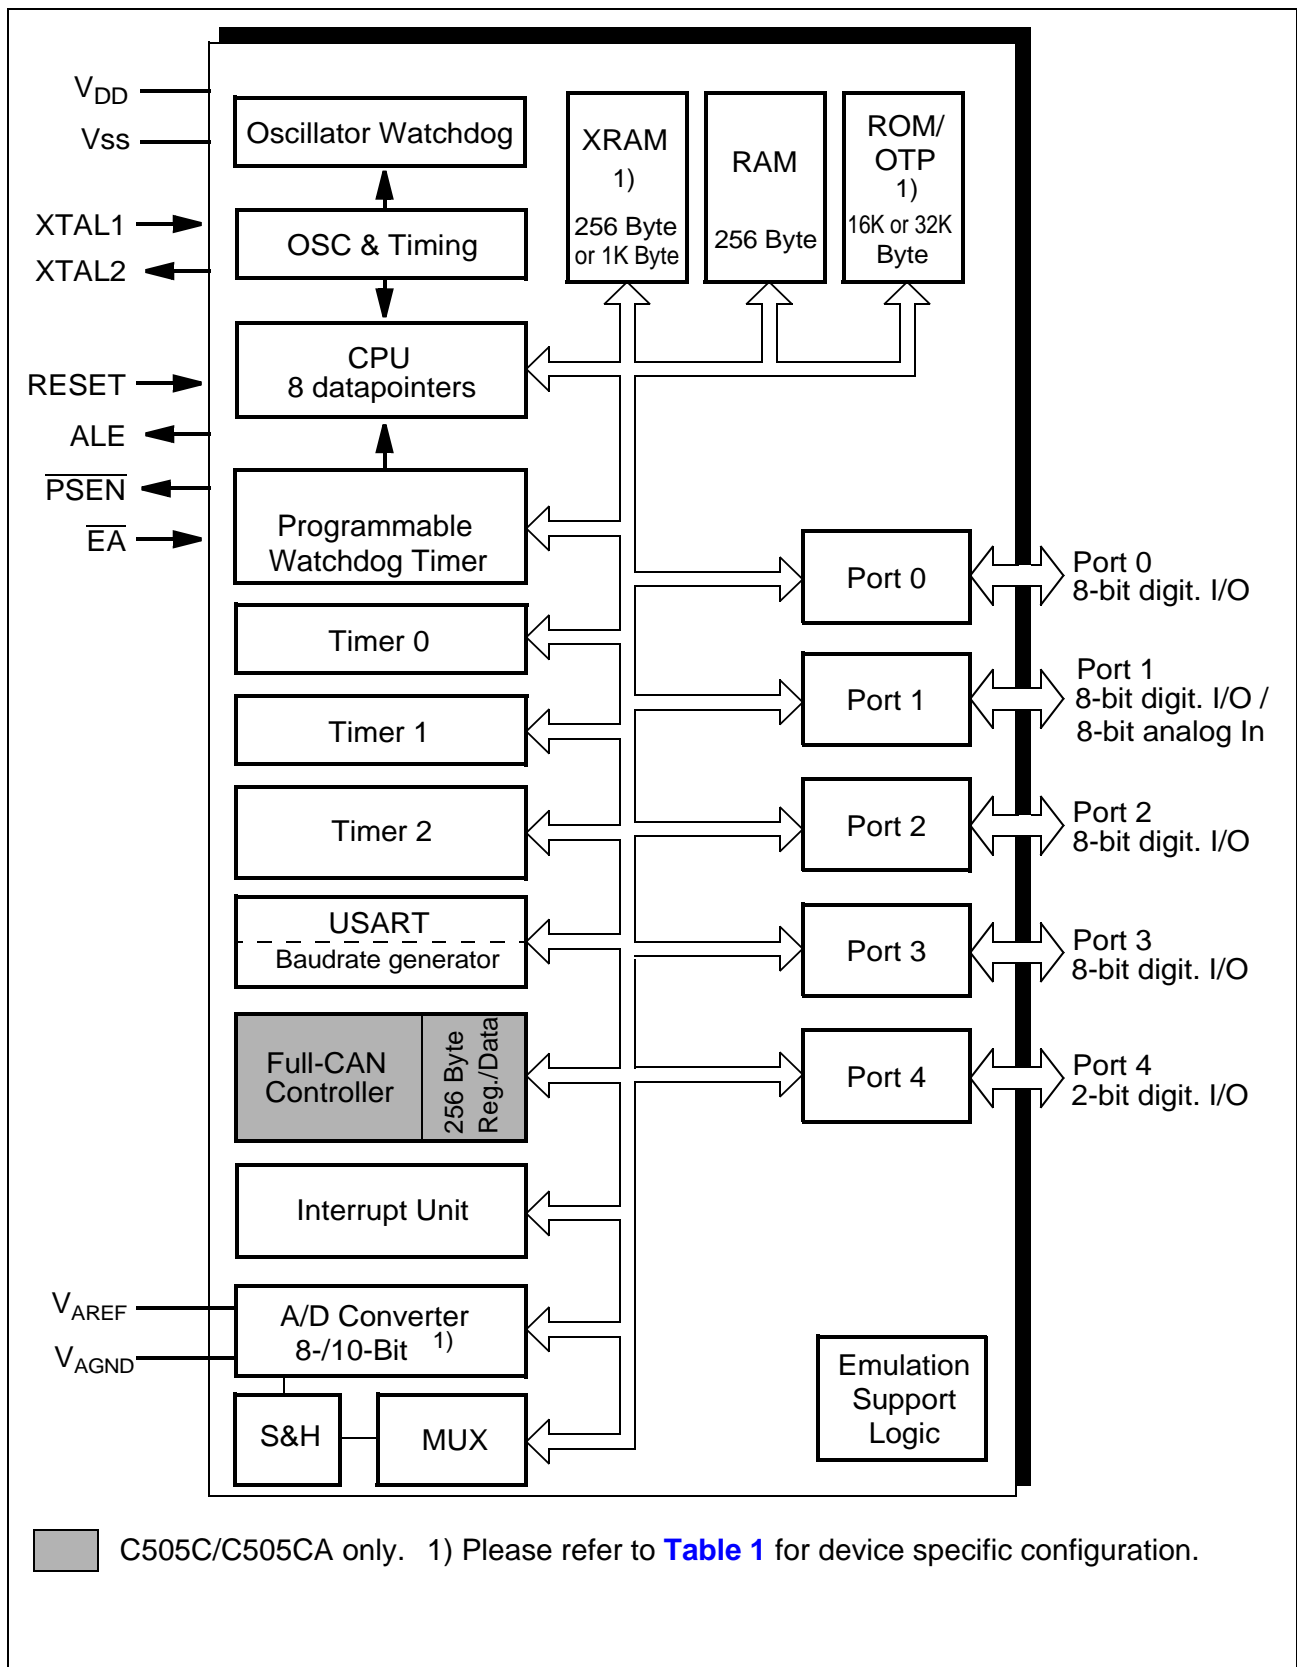 V_DD
Vss
XTAL1
XTAL2
RESET
ALE
PSEN
EA
V_AREF
V_AGND
Oscillator Watchdog
OSC & Timing
CPU
8 datapointers
Programmable
Watchdog Timer
Timer 0
Timer 1
Timer 2
USART
Baudrate generator
Full-CAN
Controller
256 Byte
Reg./Data
Interrupt Unit
A/D Converter
8-/10-Bit 1)
S&H
MUX
XRAM
1)
256 Byte
or 1K Byte
RAM
256 Byte
ROM/
OTP
1)
16K or 32K
Byte
Port 0
Port 1
Port 2
Port 3
Port 4
Emulation
Support
Logic
Port 0
8-bit digit. I/O
Port 1
8-bit digit. I/O /
8-bit analog In
Port 2
8-bit digit. I/O
Port 3
8-bit digit. I/O
Port 4
2-bit digit. I/O
C505C/C505CA only. 1) Please refer to Table 1 for device specific configuration.